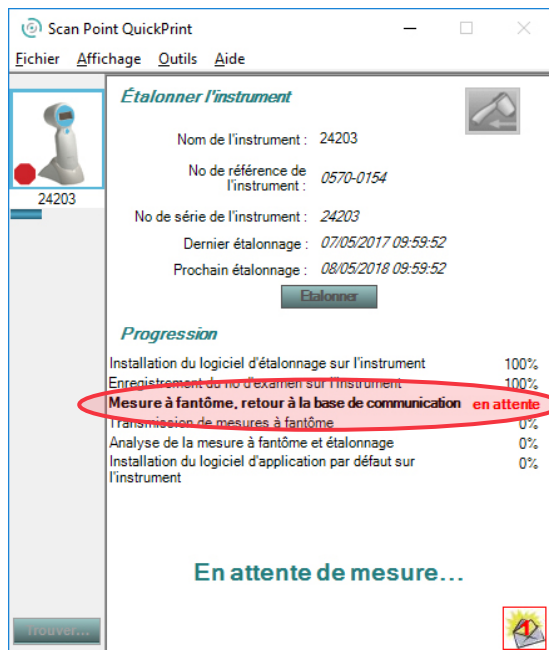 Scan Point QuickPrint
Fichier Affichage Outils Aide
24203
Étalonner l'instrument
Nom de l'instrument : 24203
No de référence de
l'instrument : 0570-0154
No de série de l'instrument : 24203
Dernier étalonnage : 07/05/2017 09:59:52
Prochain étalonnage : 08/05/2018 09:59:52
Etalonner
Progression
Installation du logiciel d'étalonnage sur l'instrument 100%
Enregistrement du no d'examen sur l'instrument 100%
Mesure à fantôme, retour à la base de communication en attente
Transmission de mesures à fantôme 0%
Analyse de la mesure à fantôme et étalonnage 0%
Installation du logiciel d'application par défaut sur 0%
l'instrument
En attente de mesure...
Trouver...
1